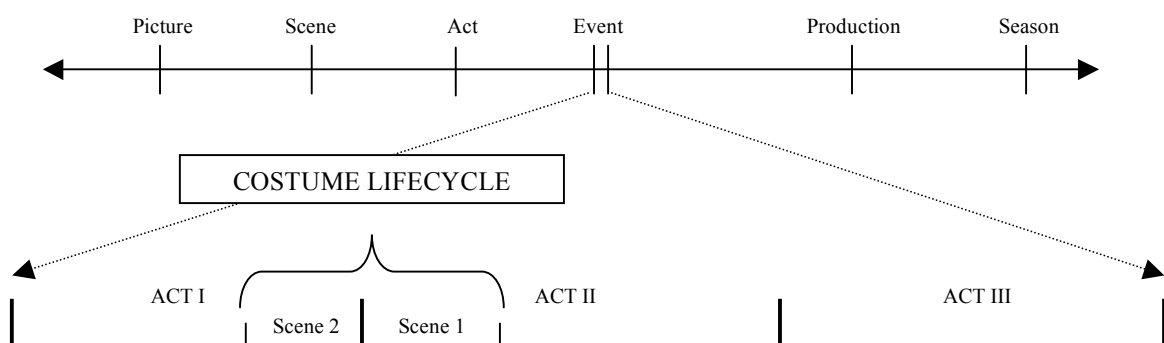 Picture Scene Act Event Production Season
COSTUME LIFECYCLE
ACT I ACT II ACT III
Scene 2 Scene 1